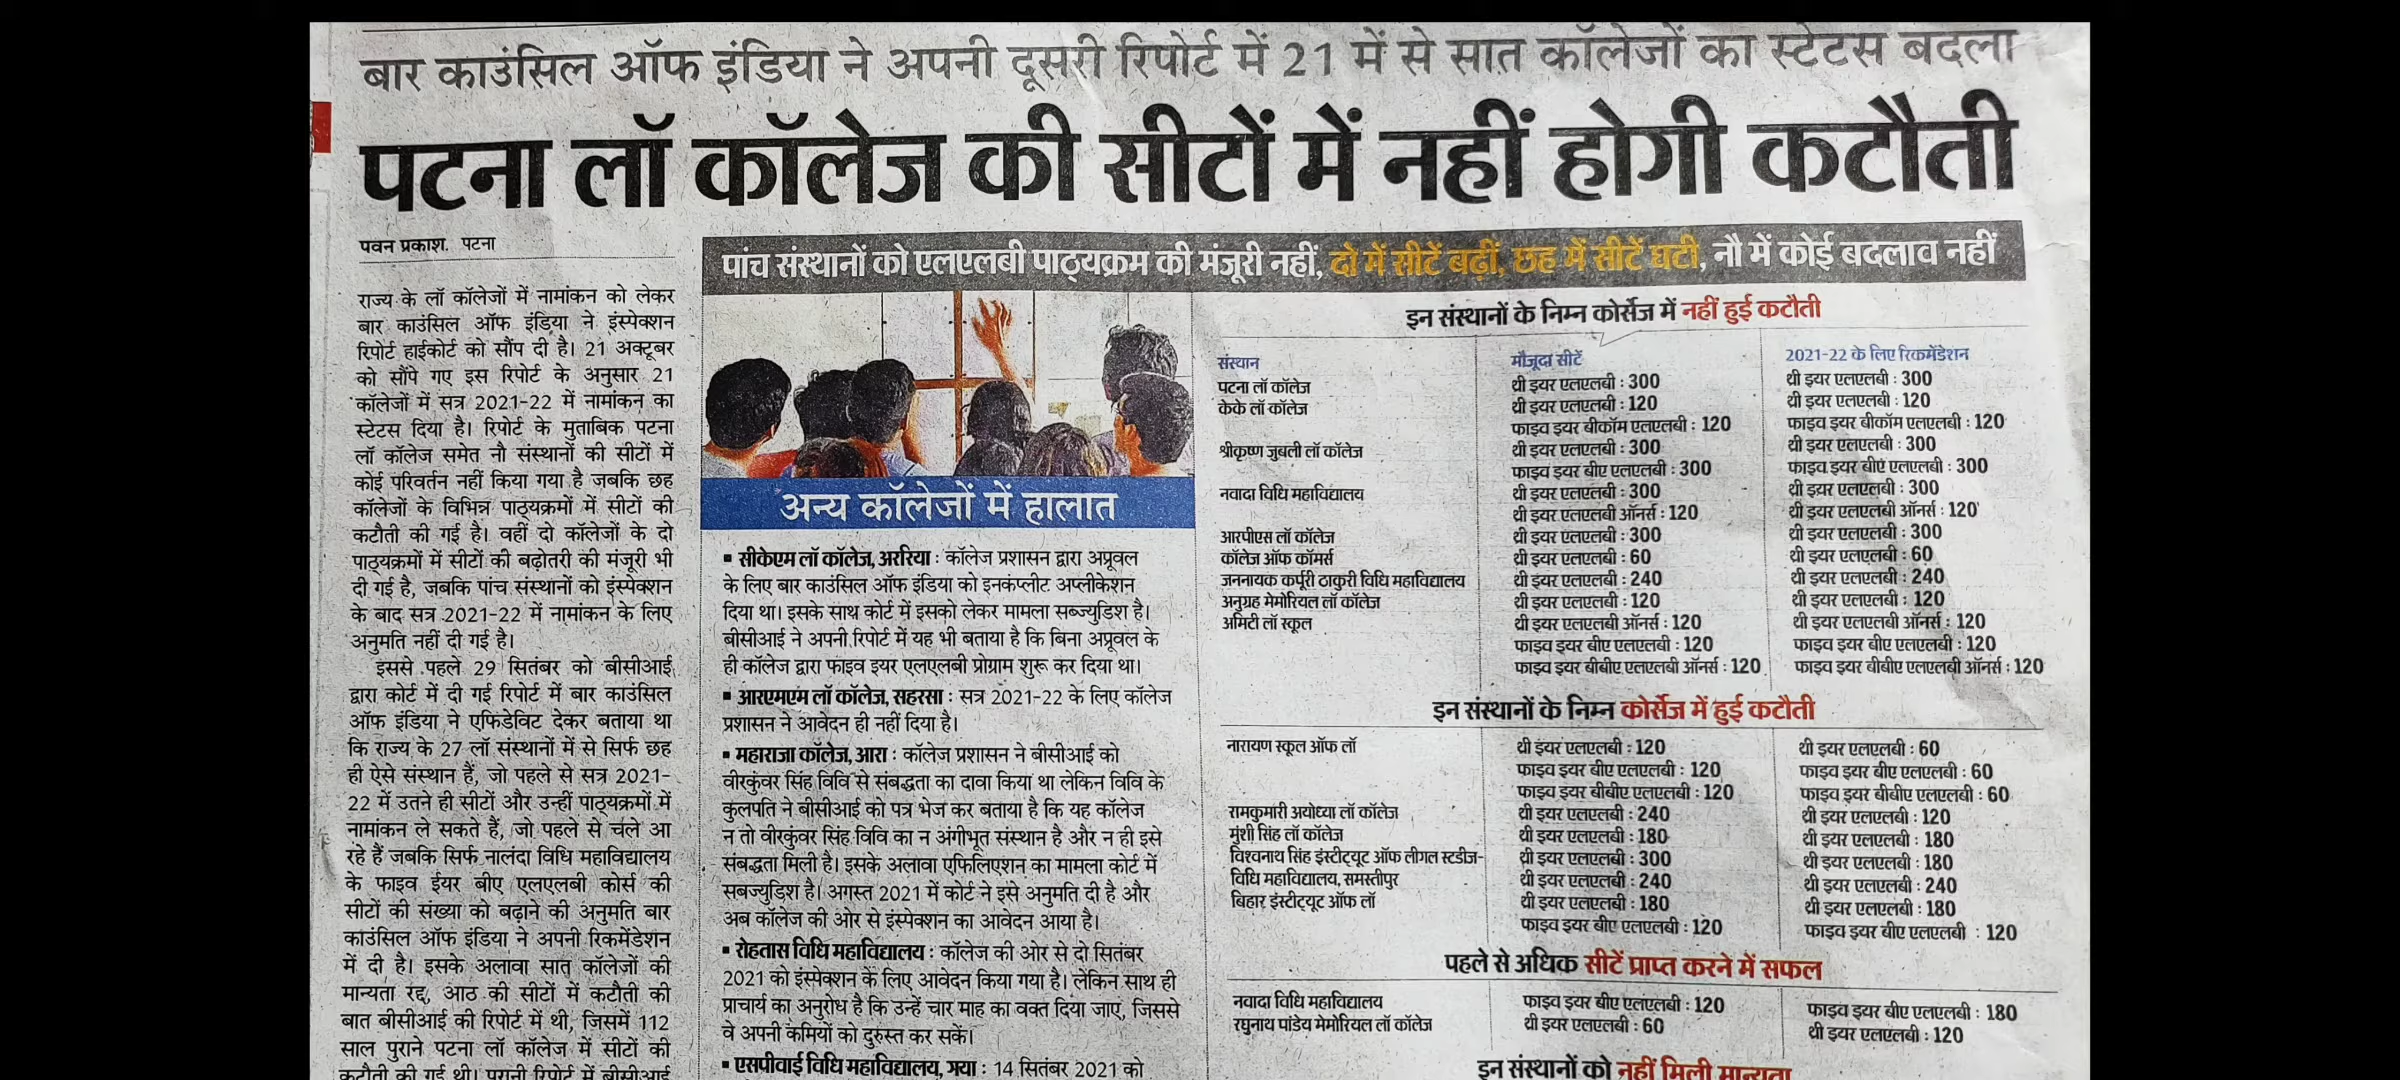 बार काउंसिल ऑफ इंडिया ने अपनी दूसरी रिपोर्ट में 21 में से सात कॉलेजों का स्टेटस बदला
पटना लॉ कॉलेज की सीटों में नहीं होगी कटौती
पवन प्रकाश. पटना
राज्य के लॉ कॉलेजों में नामांकन को लेकर
बार काउंसिल ऑफ इंडिया ने इंस्पेक्शन
रिपोर्ट हाईकोर्ट को सौंप दी है। 21 अक्टूबर
को सौंपे गए इस रिपोर्ट के अनुसार 21
कॉलेजों में सत्र 2021-22 में नामांकन का
स्टेटस दिया है। रिपोर्ट के मुताबिक पटना
लॉ कॉलेज समेत नौ संस्थानों की सीटों में
कोई परिवर्तन नहीं किया गया है जबकि छह
कॉलेजों के विभिन्न पाठ्यक्रमों में सीटों की
कटौती की गई है। वहीं दो कॉलेजों के दो
पाठ्यक्रमों में सीटों की बढ़ोतरी की मंजूरी भी
दी गई है, जबकि पांच संस्थानों को इंस्पेक्शन
के बाद सत्र 2021-22 में नामांकन के लिए
अनुमति नहीं दी गई है।
इससे पहले 29 सितंबर को बीसीआई
द्वारा कोर्ट में दी गई रिपोर्ट में बार काउंसिल
ऑफ इंडिया ने एफिडेविट देकर बताया था
कि राज्य के 27 लॉ संस्थानों में से सिर्फ छह
ही ऐसे संस्थान हैं, जो पहले से सत्र 2021-
22 में उतने ही सीटों और उन्हीं पाठ्यक्रमों में
नामांकन ले सकते हैं, जो पहले से चले आ
रहे हैं जबकि सिर्फ नालंदा विधि महाविद्यालय
के फाइव ईयर बीए एलएलबी कोर्स की
सीटों की संख्या को बढ़ाने की अनुमति बार
काउंसिल ऑफ इंडिया ने अपनी रिकमेंडेशन
में दी है। इसके अलावा सात कॉलेजों की
मान्यता रद्द, आठ की सीटों में कटौती की
बात बीसीआई की रिपोर्ट में थी, जिसमें 112
साल पुराने पटना लॉ कॉलेज में सीटों की
कटौती की गई थी। पुरानी रिपोर्ट में बीसीआई
पांच संस्थानों को एलएलबी पाठ्यक्रम की मंजूरी नहीं, दो में सीटें बढ़ीं, छह में सीटें घटी, नौ में कोई बदलाव नहीं
अन्य कॉलेजों में हालात
▪ सीकेएम लॉ कॉलेज, अररिया : कॉलेज प्रशासन द्वारा अप्रूवल
के लिए बार काउंसिल ऑफ इंडिया को इनकंप्लीट अप्लीकेशन
दिया था। इसके साथ कोर्ट में इसको लेकर मामला सब्ज्युडिश है।
बीसीआई ने अपनी रिपोर्ट में यह भी बताया है कि बिना अप्रूवल के
ही कॉलेज द्वारा फाइव इयर एलएलबी प्रोग्राम शुरू कर दिया था।
▪ आरएमएम लॉ कॉलेज, सहरसा : सत्र 2021-22 के लिए कॉलेज
प्रशासन ने आवेदन ही नहीं दिया है।
▪ महाराजा कॉलेज, आरा : कॉलेज प्रशासन ने बीसीआई को
वीरकुंवर सिंह विवि से संबद्धता का दावा किया था लेकिन विवि के
कुलपति ने बीसीआई को पत्र भेज कर बताया है कि यह कॉलेज
न तो वीरकुंवर सिंह विवि का न अंगीभूत संस्थान है और न ही इसे
संबद्धता मिली है। इसके अलावा एफिलिएशन का मामला कोर्ट में
सबज्युडिश है। अगस्त 2021 में कोर्ट ने इसे अनुमति दी है और
अब कॉलेज की ओर से इंस्पेक्शन का आवेदन आया है।
▪ रोहतास विधि महाविद्यालय : कॉलेज की ओर से दो सितंबर
2021 को इंस्पेक्शन के लिए आवेदन किया गया है। लेकिन साथ ही
प्राचार्य का अनुरोध है कि उन्हें चार माह का वक्त दिया जाए, जिससे
वे अपनी कमियों को दुरुस्त कर सकें।
▪ एसपीवाई विधि महाविद्यालय, गया : 14 सितंबर 2021 को
इन संस्थानों के निम्न कोर्सेज में नहीं हुई कटौती
संस्थान मौजूदा सीटें 2021-22 के लिए रिकमेंडेशन
पटना लॉ कॉलेज थ्री इयर एलएलबी : 300 थ्री इयर एलएलबी : 300
केके लॉ कॉलेज थ्री इयर एलएलबी : 120 थ्री इयर एलएलबी : 120
फाइव इयर बीकॉम एलएलबी : 120 फाइव इयर बीकॉम एलएलबी : 120
श्रीकृष्ण जुबली लॉ कॉलेज थ्री इयर एलएलबी : 300 थ्री इयर एलएलबी : 300
फाइव इयर बीए एलएलबी : 300 फाइव इयर बीए एलएलबी : 300
नवादा विधि महाविद्यालय थ्री इयर एलएलबी : 300 थ्री इयर एलएलबी : 300
थ्री इयर एलएलबी ऑनर्स : 120 थ्री इयर एलएलबी ऑनर्स : 120
आरपीएस लॉ कॉलेज थ्री इयर एलएलबी : 300 थ्री इयर एलएलबी : 300
कॉलेज ऑफ कॉमर्स थ्री इयर एलएलबी : 60 थ्री इयर एलएलबी : 60
जननायक कर्पूरी ठाकुरी विधि महाविद्यालय थ्री इयर एलएलबी : 240 थ्री इयर एलएलबी : 240
अनुग्रह मेमोरियल लॉ कॉलेज थ्री इयर एलएलबी : 120 थ्री इयर एलएलबी : 120
अमिटी लॉ स्कूल थ्री इयर एलएलबी ऑनर्स : 120 थ्री इयर एलएलबी ऑनर्स : 120
फाइव इयर बीए एलएलबी : 120 फाइव इयर बीए एलएलबी : 120
फाइव इयर बीबीए एलएलबी ऑनर्स : 120 फाइव इयर बीबीए एलएलबी ऑनर्स : 120
इन संस्थानों के निम्न कोर्सेज में हुई कटौती
नारायण स्कूल ऑफ लॉ थ्री इयर एलएलबी : 120 थ्री इयर एलएलबी : 60
फाइव इयर बीए एलएलबी : 120 फाइव इयर बीए एलएलबी : 60
फाइव इयर बीबीए एलएलबी : 120 फाइव इयर बीबीए एलएलबी : 60
रामकुमारी अयोध्या लॉ कॉलेज थ्री इयर एलएलबी : 240 थ्री इयर एलएलबी : 120
मुंशी सिंह लॉ कॉलेज थ्री इयर एलएलबी : 180 थ्री इयर एलएलबी : 180
विश्वनाथ सिंह इंस्टीट्यूट ऑफ लीगल स्टडीज- थ्री इयर एलएलबी : 300 थ्री इयर एलएलबी : 180
विधि महाविद्यालय, समस्तीपुर थ्री इयर एलएलबी : 240 थ्री इयर एलएलबी : 240
बिहार इंस्टीट्यूट ऑफ लॉ थ्री इयर एलएलबी : 180 थ्री इयर एलएलबी : 180
फाइव इयर बीए एलएलबी : 120 फाइव इयर बीए एलएलबी : 120
पहले से अधिक सीटें प्राप्त करने में सफल
नवादा विधि महाविद्यालय फाइव इयर बीए एलएलबी : 120 फाइव इयर बीए एलएलबी : 180
रघुनाथ पांडेय मेमोरियल लॉ कॉलेज थ्री इयर एलएलबी : 60 थ्री इयर एलएलबी : 120
इन संस्थानों को नहीं मिली मान्यता